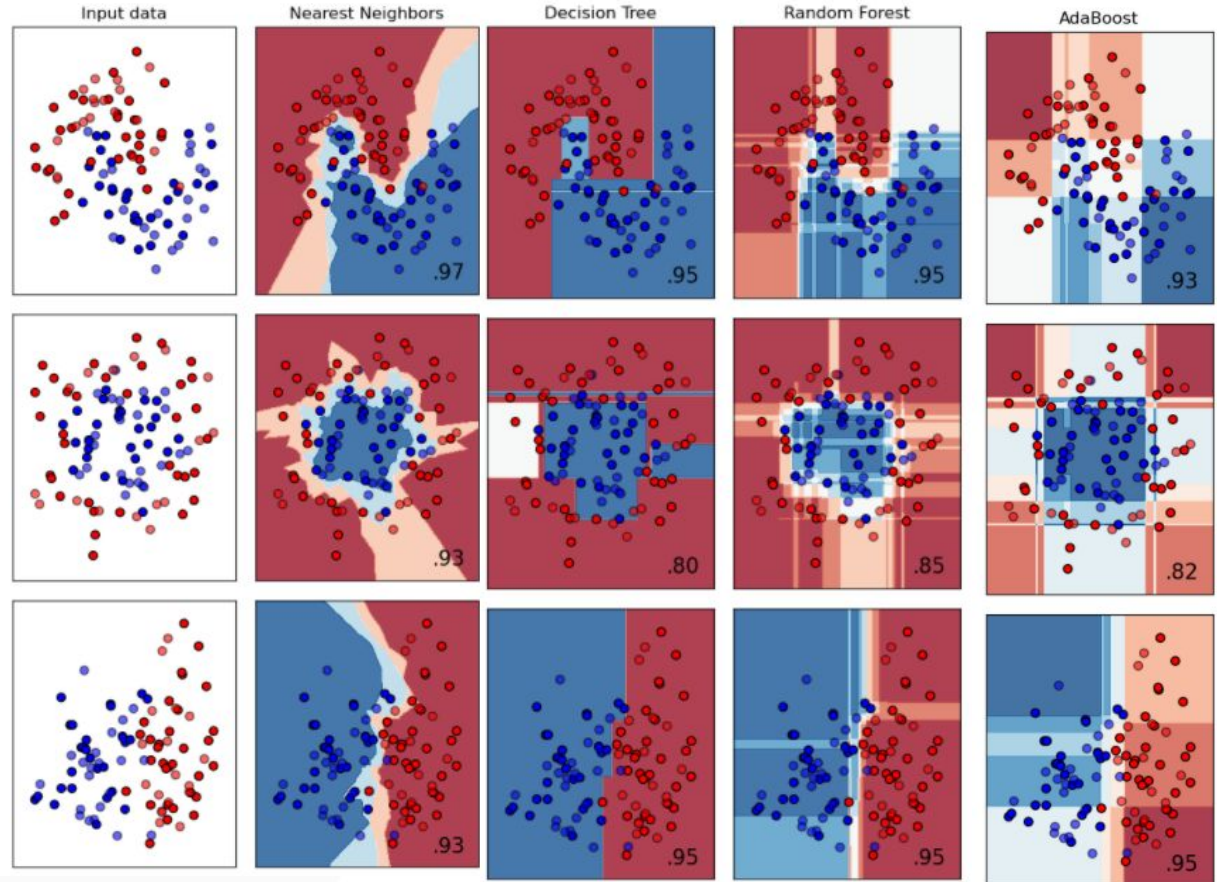 Input data
Nearest Neighbors
Decision Tree
Random Forest
AdaBoost
.97
.95
.95
.93
.93
.80
.85
.82
.93
.95
.95
.95